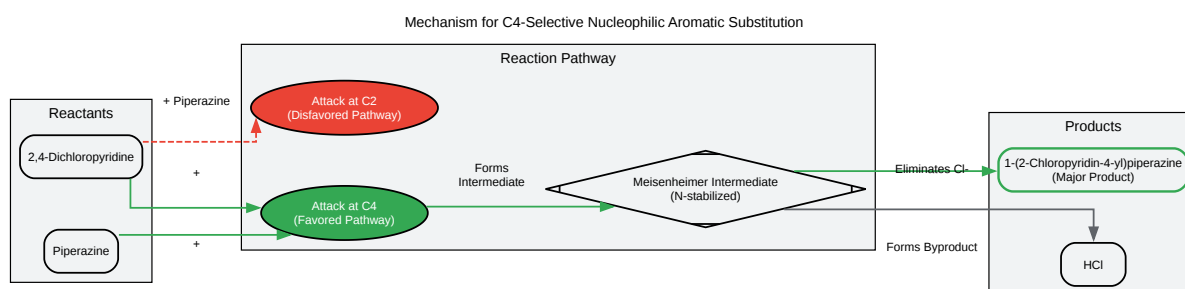 Mechanism for C4-Selective Nucleophilic Aromatic Substitution
Reaction Pathway
Reactants
+ Piperazine
Attack at C2
(Disfavored Pathway)
2,4-Dichloropyridine
+
Forms
Intermediate
Attack at C4
(Favored Pathway)
Piperazine
+
Meisenheimer Intermediate
(N-stabilized)
Eliminates Cl-
Forms Byproduct
Products
1-(2-Chloropyridin-4-yl)piperazine
(Major Product)
HCl